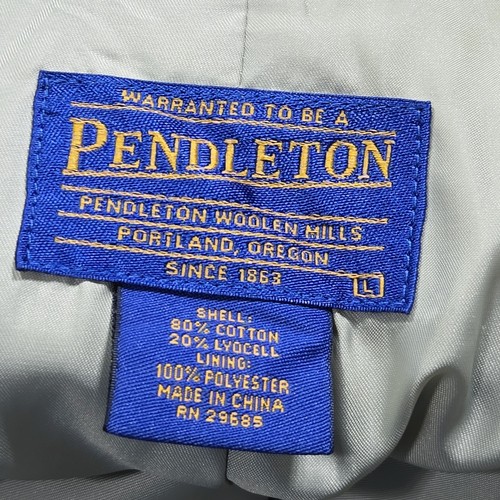 WARRANTED TO BE A
PENDLETON
PENDLETON WOOLEN MILLS
PORTLAND, OREGON
SINCE 1863
L
SHELL:
80% COTTON
20% LYOCELL
LINING:
100% POLYESTER
MADE IN CHINA
RN 29685